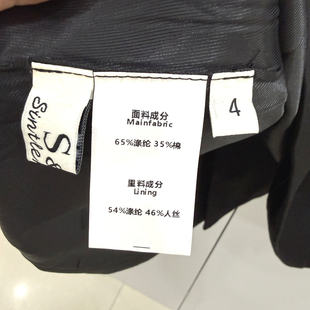 面料成分
Mainfabric
65%涤纶 35%棉
里料成分
Lining
54%涤纶 46%人丝
4
S &
Sintle